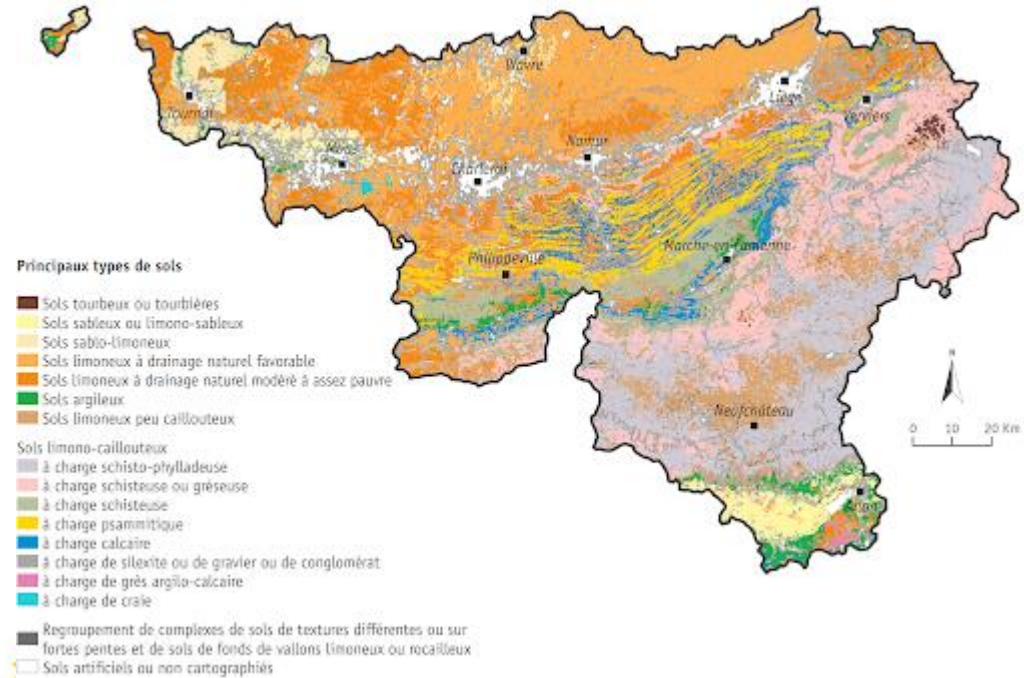 Wavre
Liège
Tournai
Verviers
Namur
Mons
Charleroi
Marche-en-Famenne
Philippeville
Principaux types de sols
Sols tourbeux ou tourbières
Sols sableux ou limono-sableux
Sols sablo-limoneux
Sols limoneux à drainage naturel favorable
Sols limoneux à drainage naturel modéré à assez pauvre
Sols argileux
Sols limoneux peu caillouteux
N
0 10 20 Km
Neufchâteau
Sols limono-caillouteux
à charge schisto-phylladeuse
à charge schisteuse ou gréseuse
à charge schisteuse
à charge psammitique
à charge calcaire
à charge de silexite ou de gravier ou de conglomérat
à charge de grès argilo-calcaire
à charge de craie
Arlon
Regroupement de complexes de sols de textures différentes ou sur
fortes pentes et de sols de fonds de vallons limoneux ou rocailleux
Sols artificiels ou non cartographiés